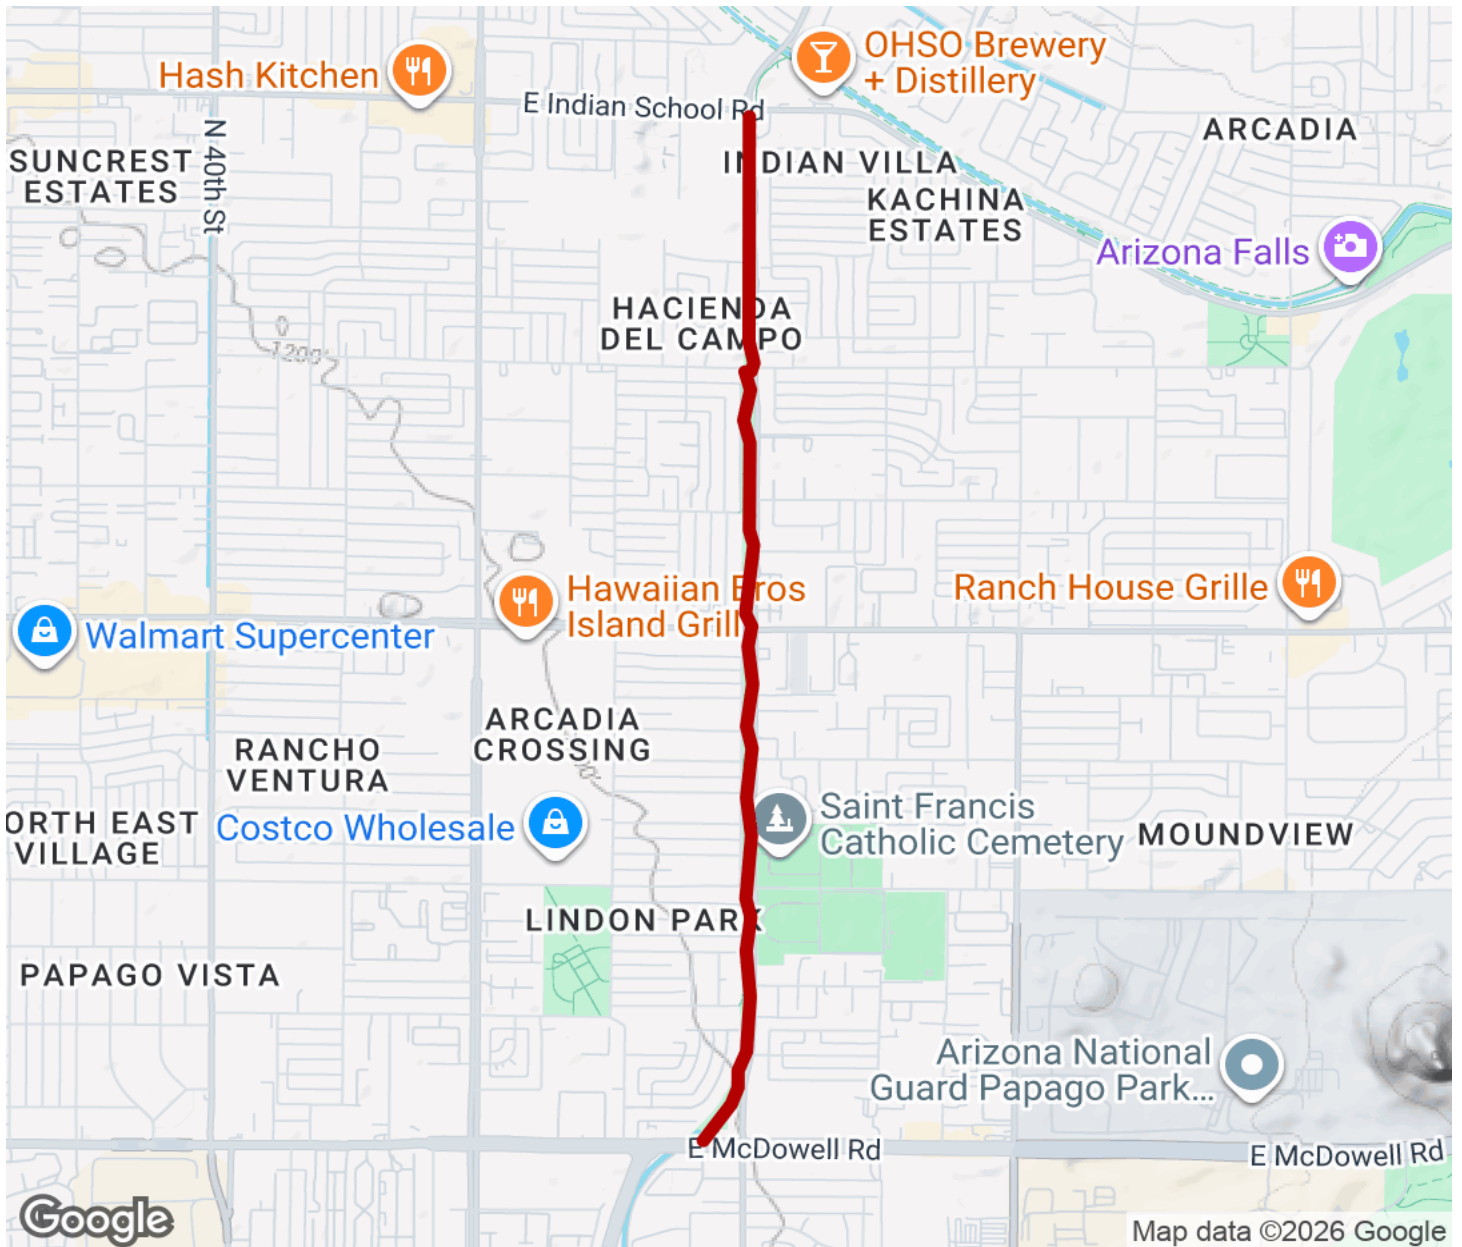 OHSO Brewery
+ Distillery
Hash Kitchen
E Indian School Rd
N 40th St
ARCADIA
SUNCREST
ESTATES
INDIAN VILLA
KACHINA
ESTATES
Arizona Falls
HACIENDA
DEL CAMPO
1200'
Hawaiian Bros
Island Grill
Ranch House Grille
Walmart Supercenter
ARCADIA
CROSSING
RANCHO
VENTURA
Saint Francis
Catholic Cemetery
ORTH EAST
VILLAGE
Costco Wholesale
MOUNDVIEW
LINDON PARK
PAPAGO VISTA
Arizona National
Guard Papago Park...
E McDowell Rd
E McDowell Rd
Google
Map data ©2026 Google